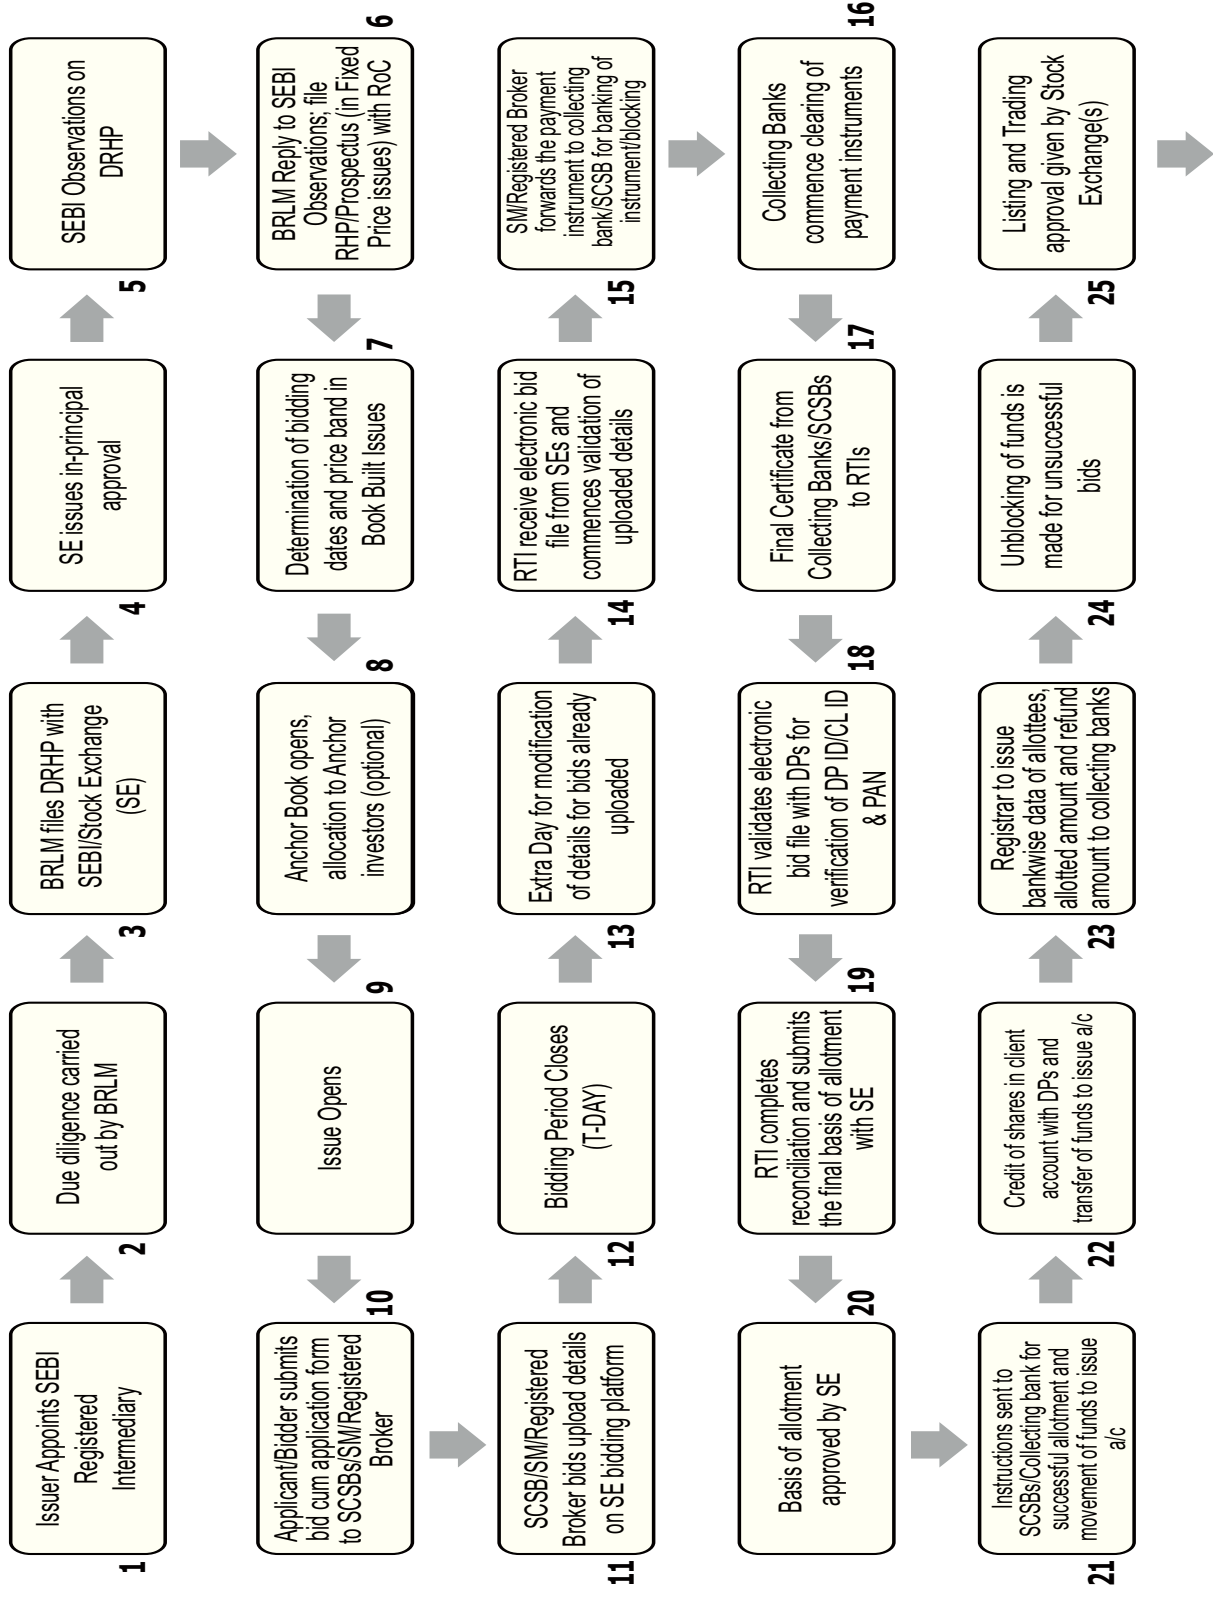 1
Issuer Appoints SEBI
Registered
Intermediary
2
Due diligence carried
out by BRLM
3
BRLM files DRHP with
SEBI/Stock Exchange
(SE)
4
SE issues in-principal
approval
5
SEBI Observations on
DRHP
6
BRLM Reply to SEBI
Observations; file
RHP/Prospectus (in Fixed
Price issues) with RoC
7
Determination of bidding
dates and price band in
Book Built Issues
8
Anchor Book opens,
allocation to Anchor
investors (optional)
9
Issue Opens
10
Applicant/Bidder submits
bid cum application form
to SCSBs/SM/Registered
Broker
11
SCSB/SM/Registered
Broker bids upload details
on SE bidding platform
12
Bidding Period Closes
(T-DAY)
13
Extra Day for modification
of details for bids already
uploaded
14
RTI receive electronic bid
file from SEs and
commences validation of
uploaded details
15
SM/Registered Broker
forwards the payment
instrument to collecting
bank/SCSB for banking of
instrument/blocking
16
Collecting Banks
commence clearing of
payment instruments
17
Final Certificate from
Collecting Banks/SCSBs
to RTIs
18
RTI validates electronic
bid file with DPs for
verification of DP ID/CL ID
& PAN
19
RTI completes
reconciliation and submits
the final basis of allotment
with SE
20
Basis of allotment
approved by SE
21
Instructions sent to
SCSBs/Collecting bank for
successful allotment and
movement of funds to issue
a/c
22
Credit of shares in client
account with DPs and
transfer of funds to issue a/c
23
Registrar to issue
bankwise data of allottees,
allotted amount and refund
amount to collecting banks
24
Unblocking of funds is
made for unsuccessful
bids
25
Listing and Trading
approval given by Stock
Exchange(s)